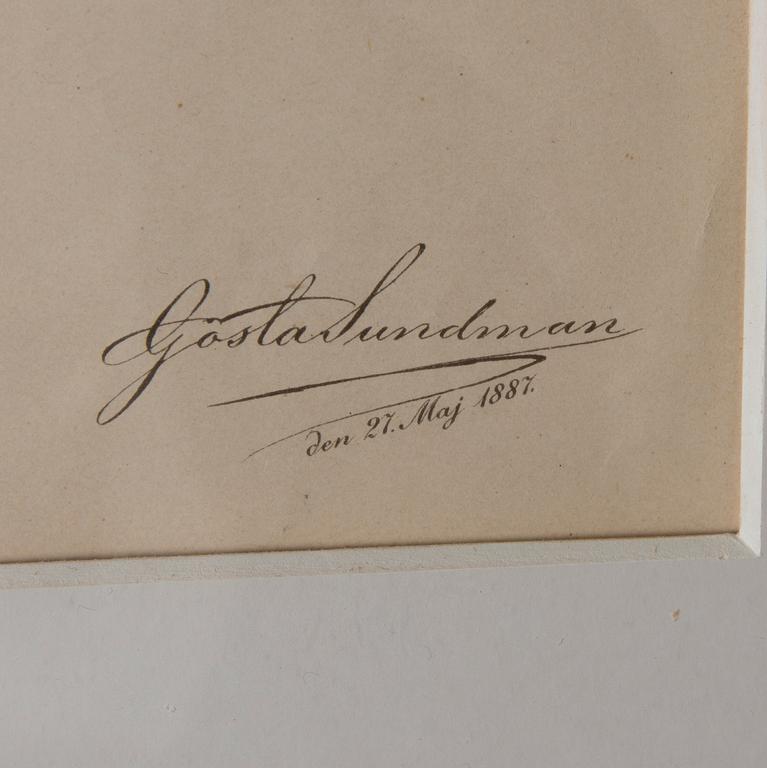 Gösta Sundman
den 27. Maj 1887.